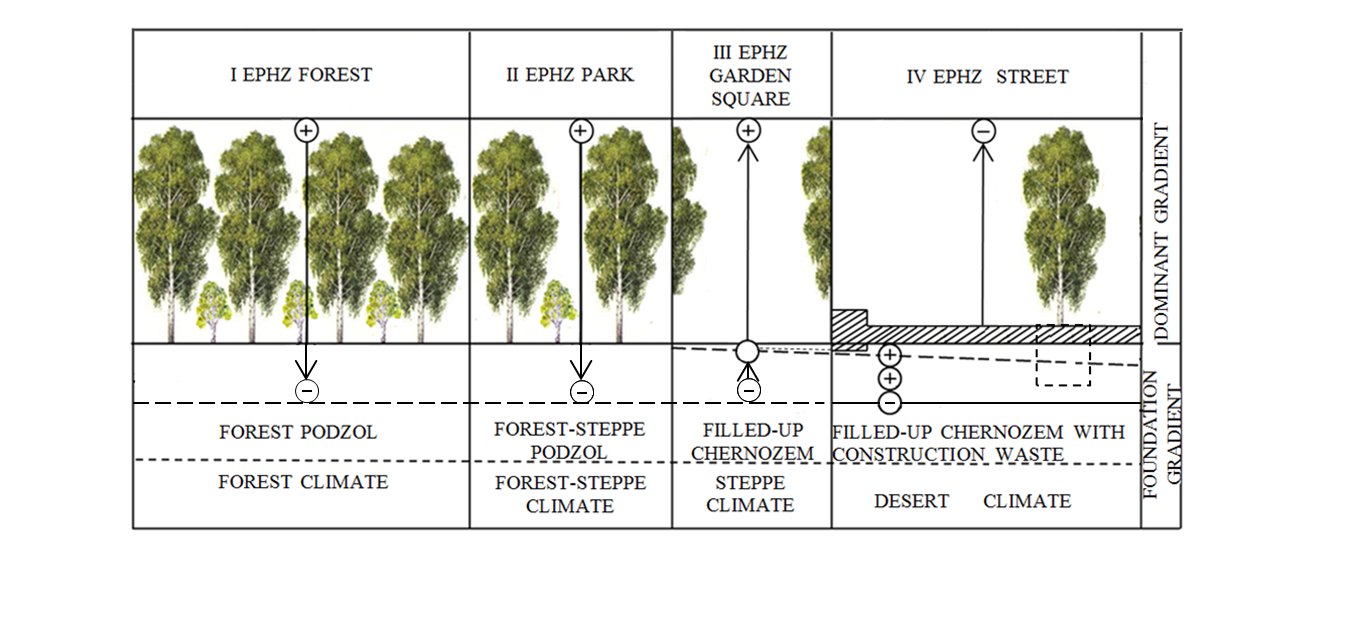 I EPHZ FOREST
II EPHZ PARK
III EPHZ
GARDEN
SQUARE
IV EPHZ STREET
+
+
+
−
DOMINANT GRADIENT
−
−
−
+
+
−
FOREST PODZOL
FOREST-STEPPE
PODZOL
FILLED-UP
CHERNOZEM
FILLED-UP CHERNOZEM WITH
CONSTRUCTION WASTE
FOREST CLIMATE
FOREST-STEPPE
CLIMATE
STEPPE
CLIMATE
DESERT CLIMATE
FOUNDATION
GRADIENT